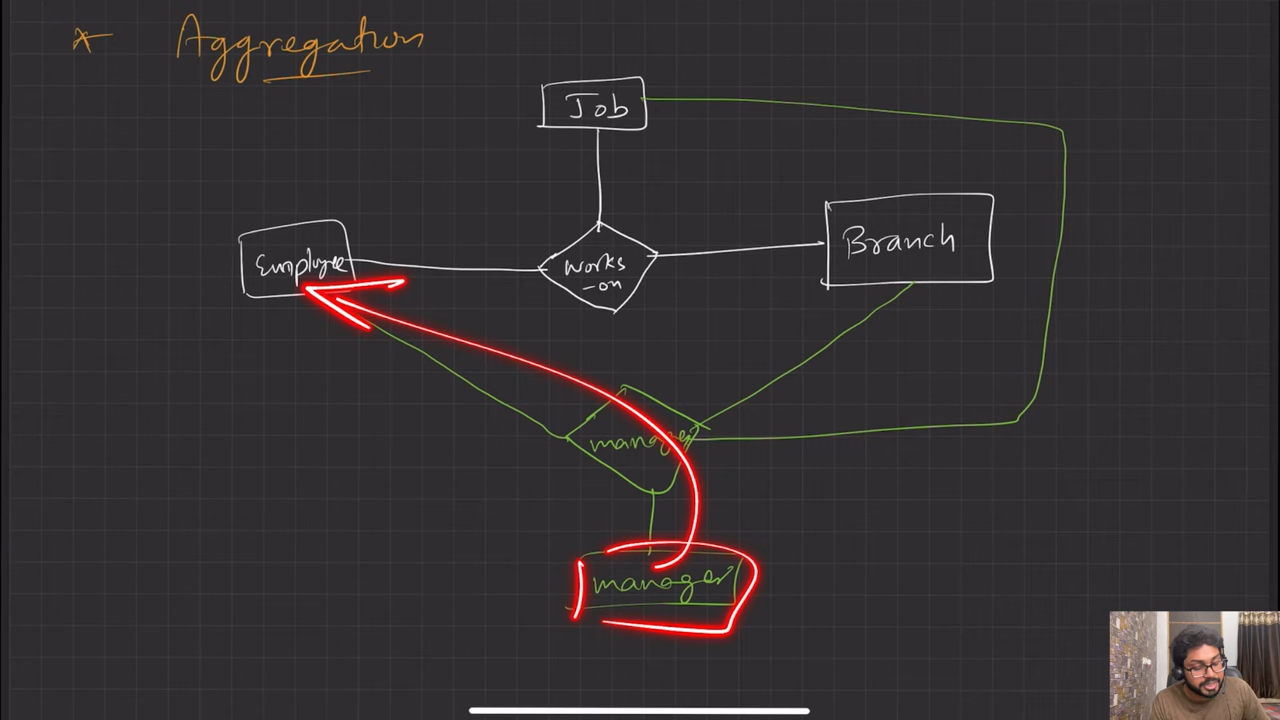 * Aggregation
Job
Employee
Works
-on
Branch
manages
manager